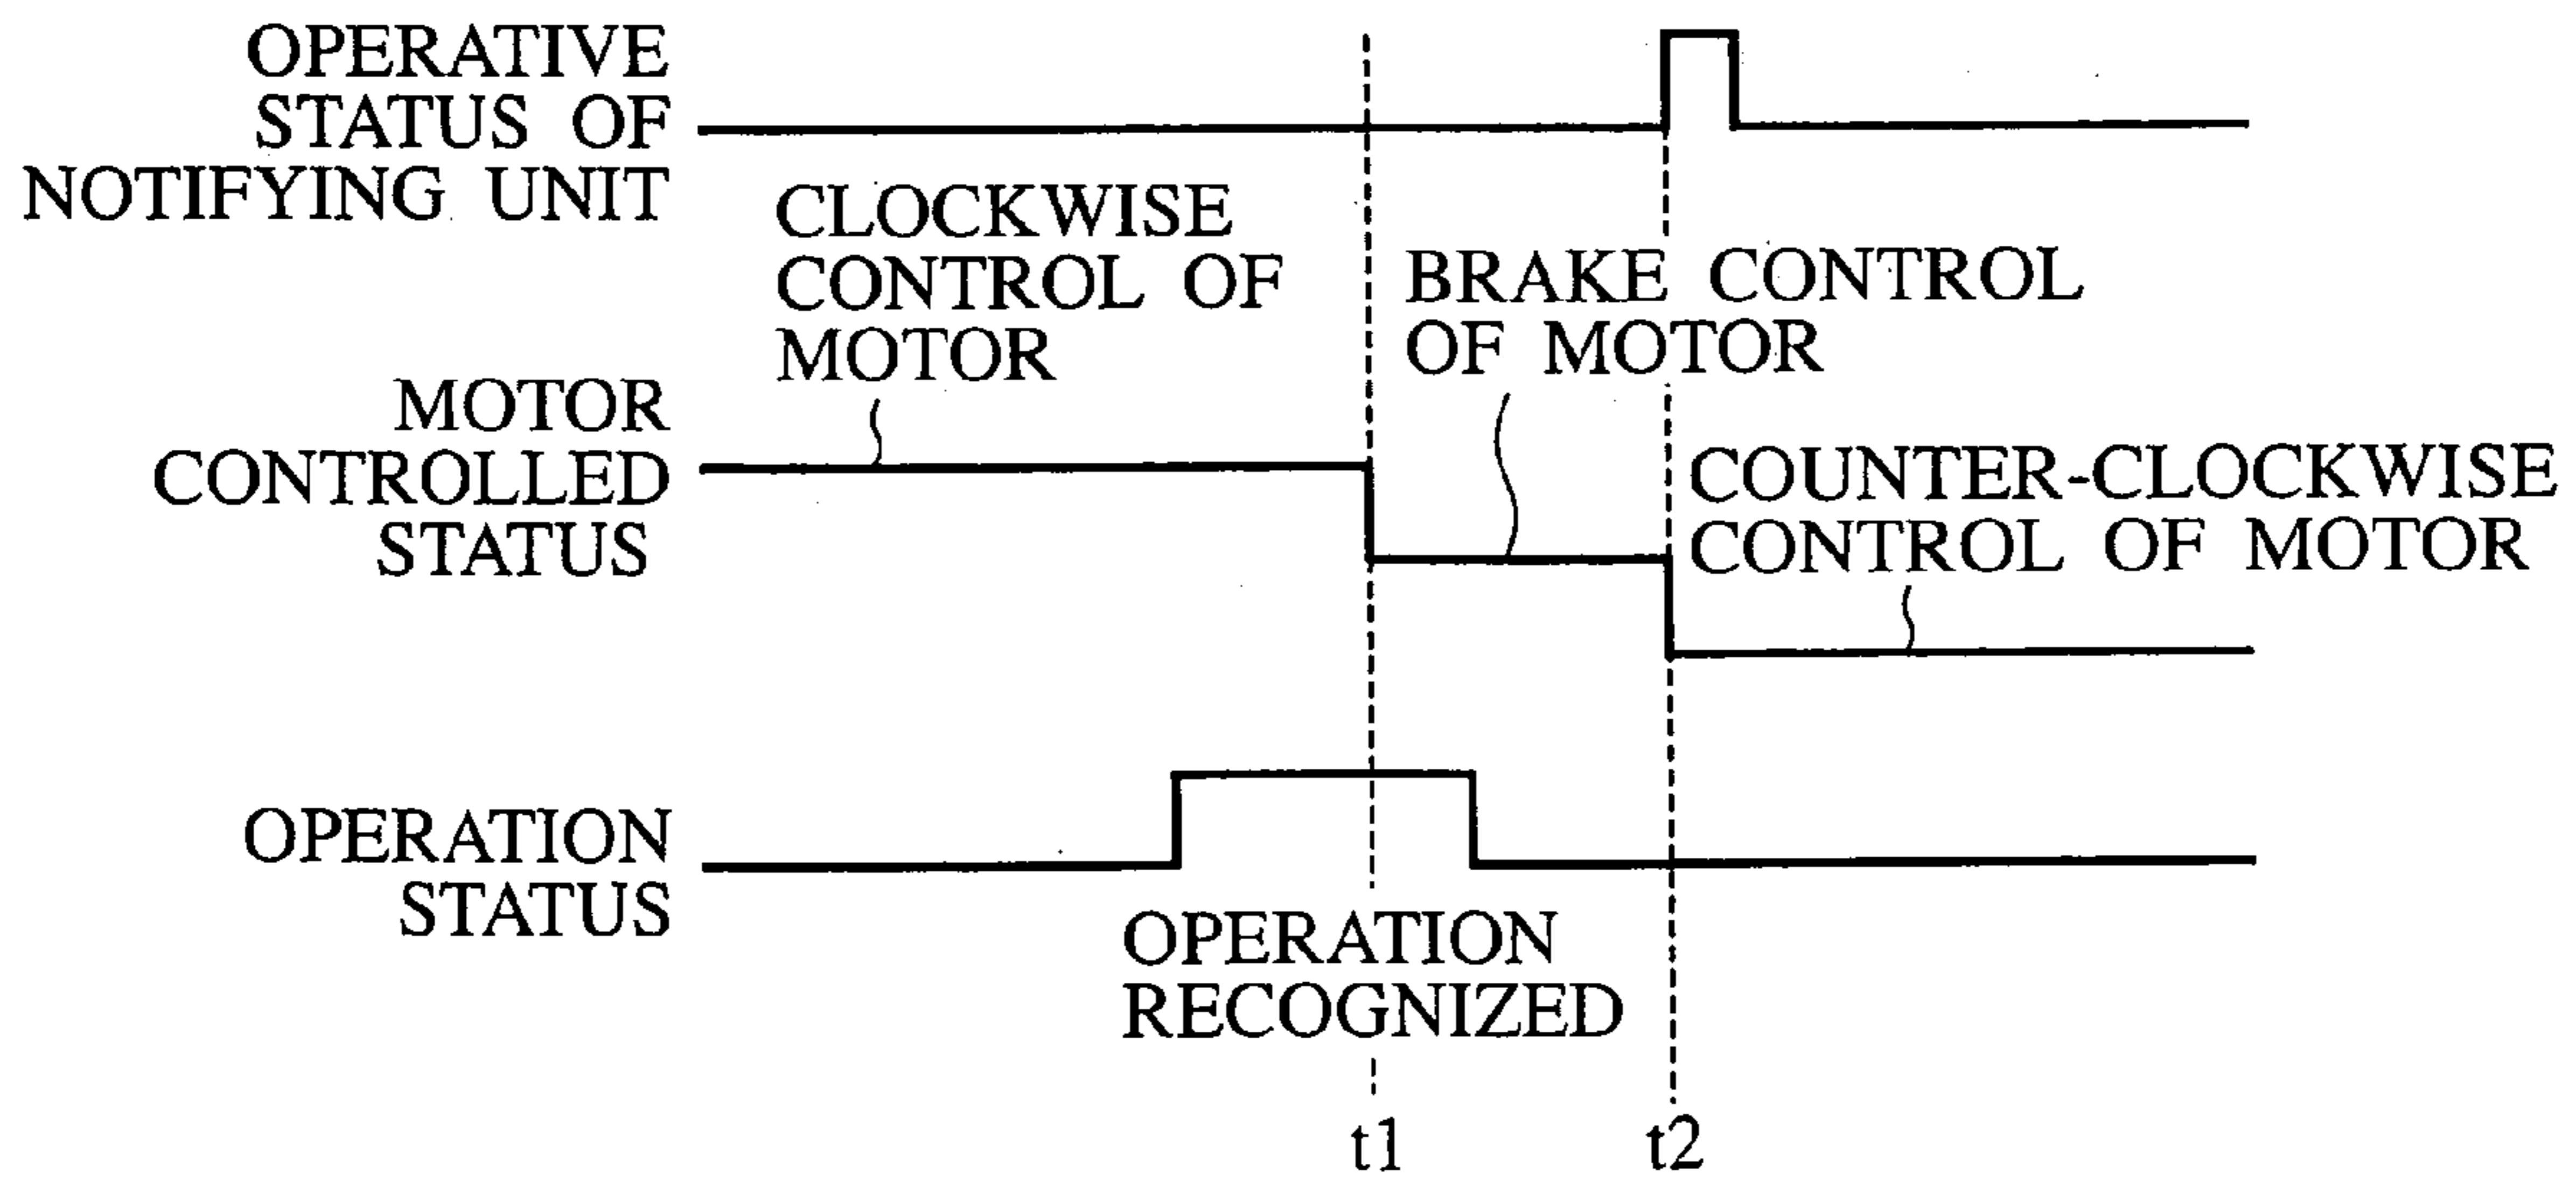 OPERATIVE
STATUS OF
NOTIFYING UNIT
CLOCKWISE
CONTROL OF
MOTOR
BRAKE CONTROL
OF MOTOR
MOTOR
CONTROLLED
STATUS
COUNTER-CLOCKWISE
CONTROL OF MOTOR
OPERATION
STATUS
OPERATION
RECOGNIZED
t1
t2